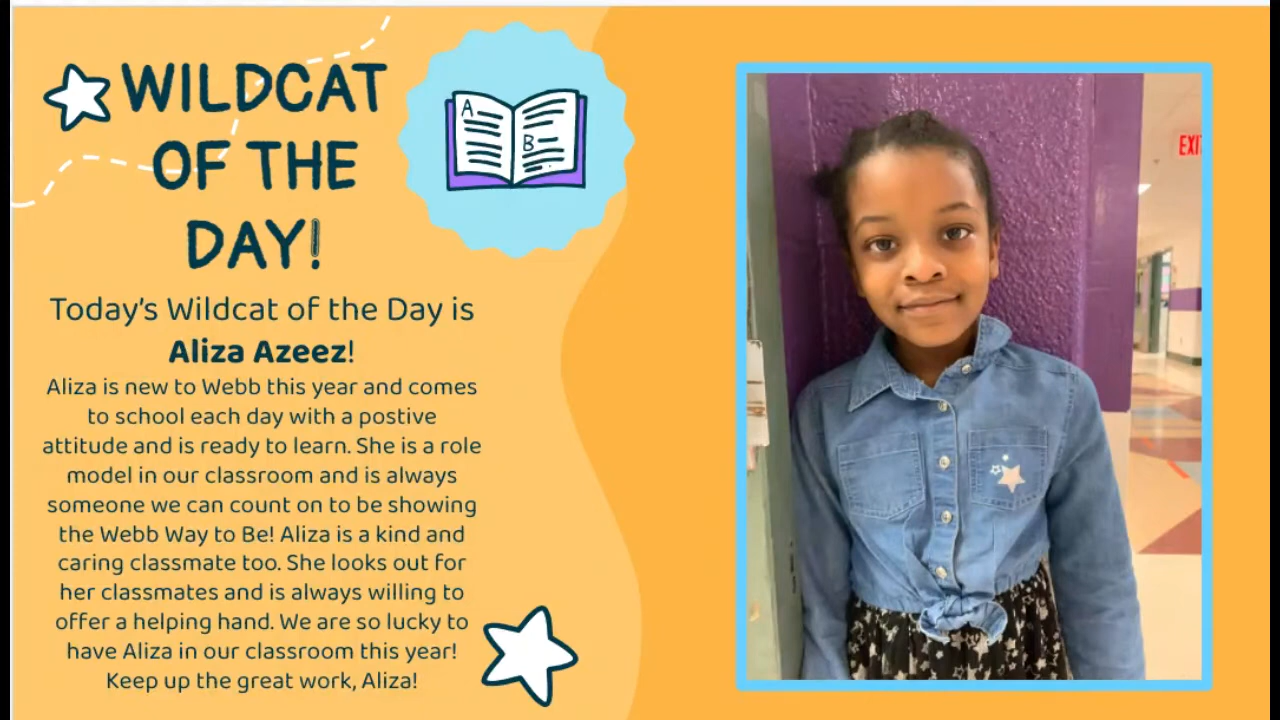 WILDCAT
OF THE
DAY!
A
B
Today's Wildcat of the Day is
Aliza Azeez!
Aliza is new to Webb this year and comes
to school each day with a postive
attitude and is ready to learn. She is a role
model in our classroom and is always
someone we can count on to be showing
the Webb Way to Be! Aliza is a kind and
caring classmate too. She looks out for
her classmates and is always willing to
offer a helping hand. We are so lucky to
have Aliza in our classroom this year!
Keep up the great work, Aliza!
EXIT